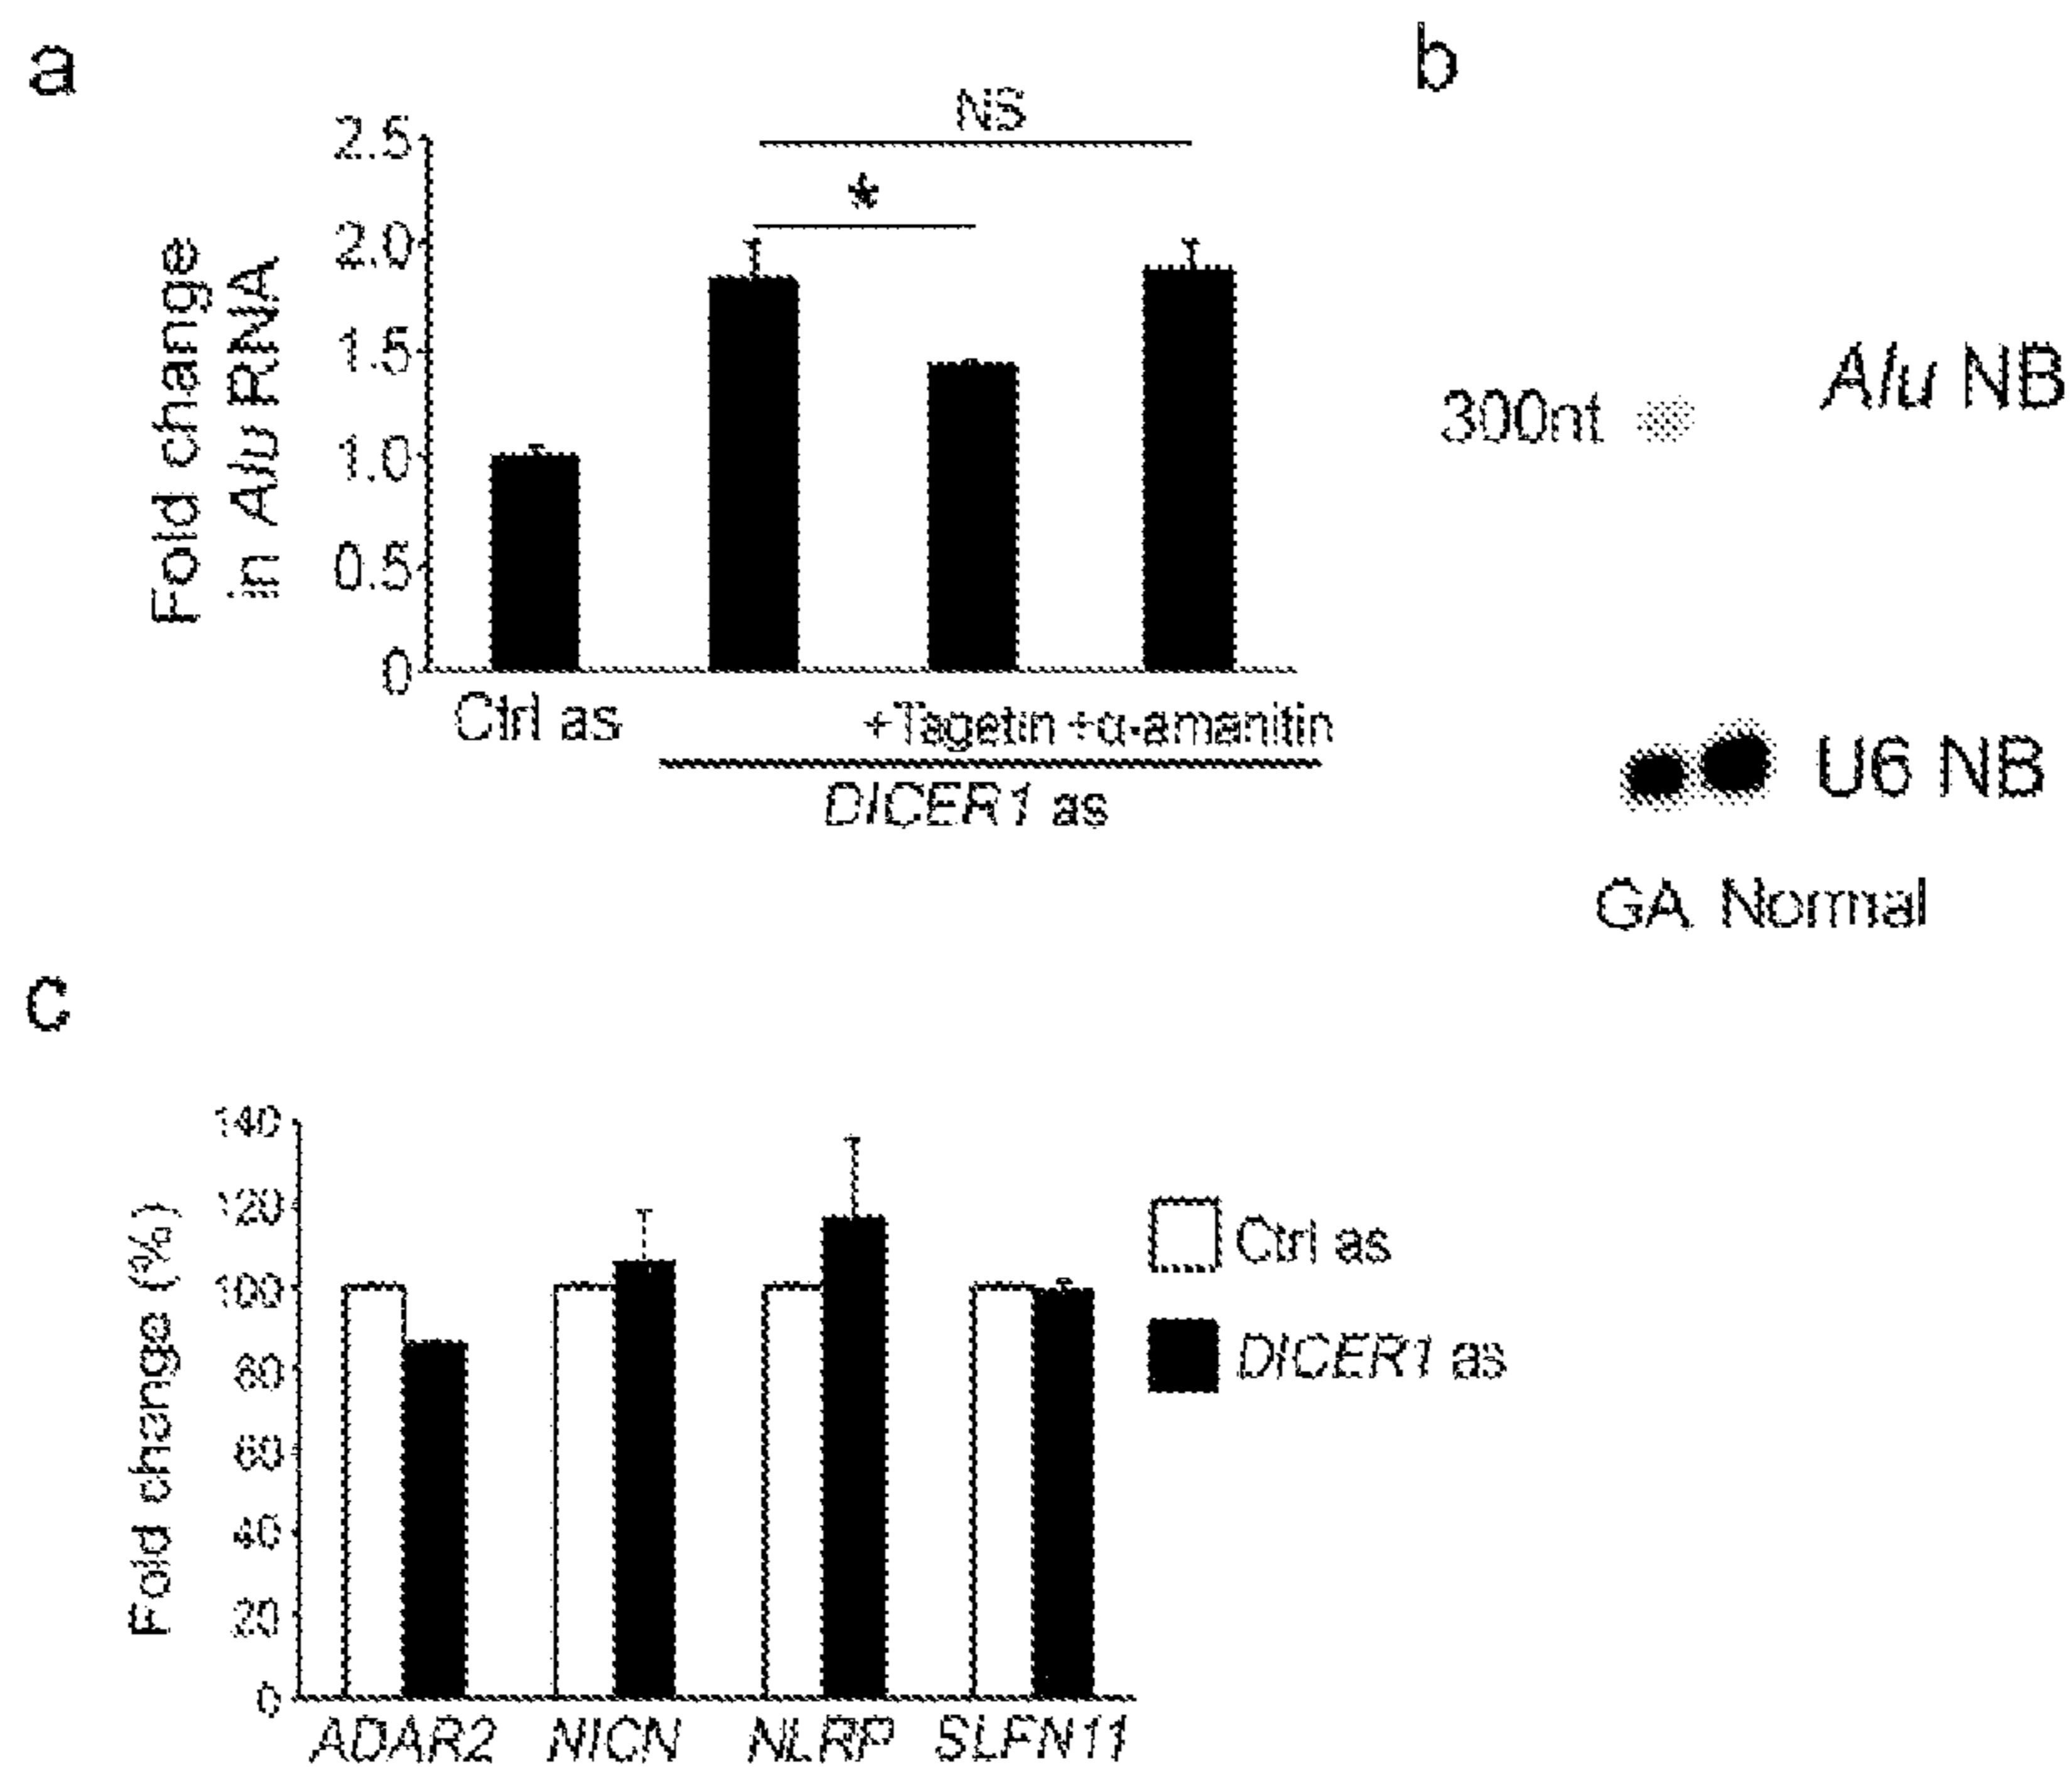 a
NS
*
2.5
2.0
1.5
1.0
0.5
0
Fold change
in Alu RNA
Ctrl as
+Tagetin +α-amanitin
DICER1 as
b
300nt
Alu NB
U6 NB
GA Normal
c
140
120
100
80
60
40
20
0
Fold change (%)
Ctrl as
DICER1 as
ADAR2 NICN NLRP SLFN11